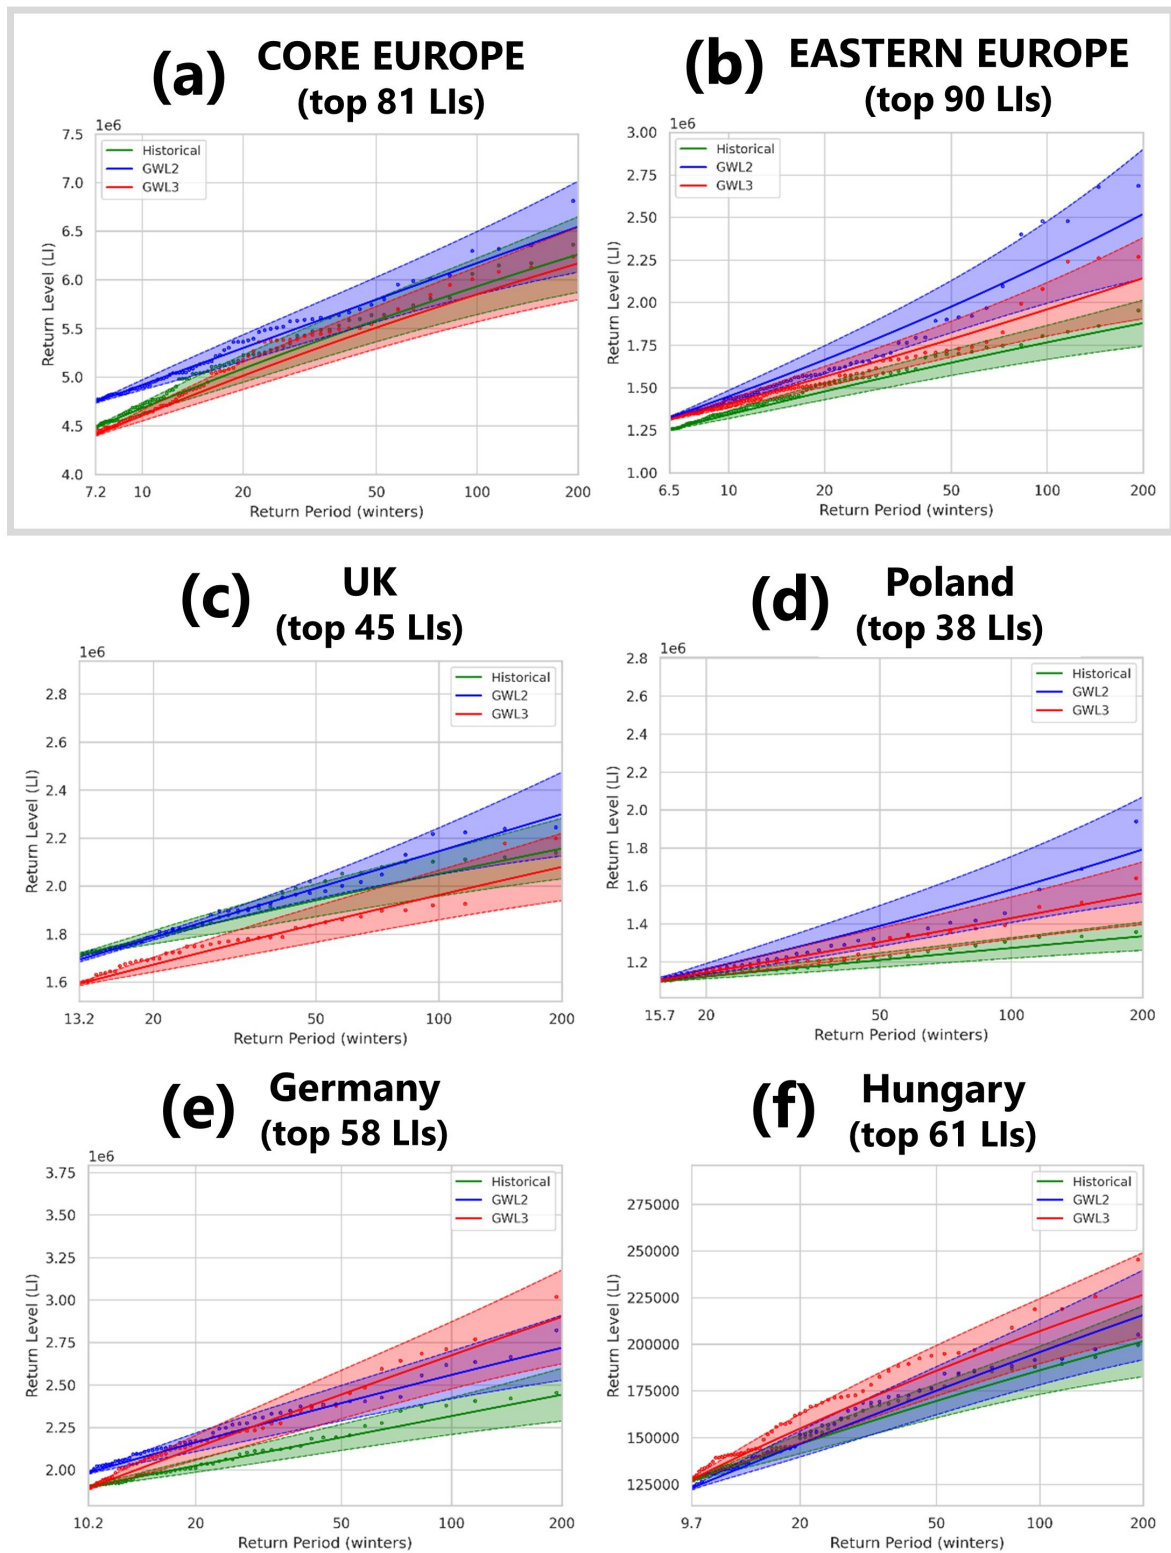 (a) CORE EUROPE
(top 81 LIs)
1e6
7.5
7.0
6.5
6.0
5.5
5.0
4.5
4.0
Return Level (LI)
Historical
GWL2
GWL3
7.2 10 20 50 100 200
Return Period (winters)
(b) EASTERN EUROPE
(top 90 LIs)
1e6
3.00
2.75
2.50
2.25
2.00
1.75
1.50
1.25
1.00
Return Level (LI)
Historical
GWL2
GWL3
6.5 10 20 50 100 200
Return Period (winters)
(c) UK
(top 45 LIs)
1e6
2.8
2.6
2.4
2.2
2.0
1.8
1.6
Return Level (LI)
Historical
GWL2
GWL3
13.2 20 50 100 200
Return Period (winters)
(d) Poland
(top 38 LIs)
1e6
2.8
2.6
2.4
2.2
2.0
1.8
1.6
1.4
1.2
Return Level (LI)
Historical
GWL2
GWL3
15.7 20 50 100 200
Return Period (winters)
(e) Germany
(top 58 LIs)
1e6
3.75
3.50
3.25
3.00
2.75
2.50
2.25
2.00
Return Level (LI)
Historical
GWL2
GWL3
10.2 20 50 100 200
Return Period (winters)
(f) Hungary
(top 61 LIs)
275000
250000
225000
200000
175000
150000
125000
Return Level (LI)
Historical
GWL2
GWL3
9.7 20 50 100 200
Return Period (winters)